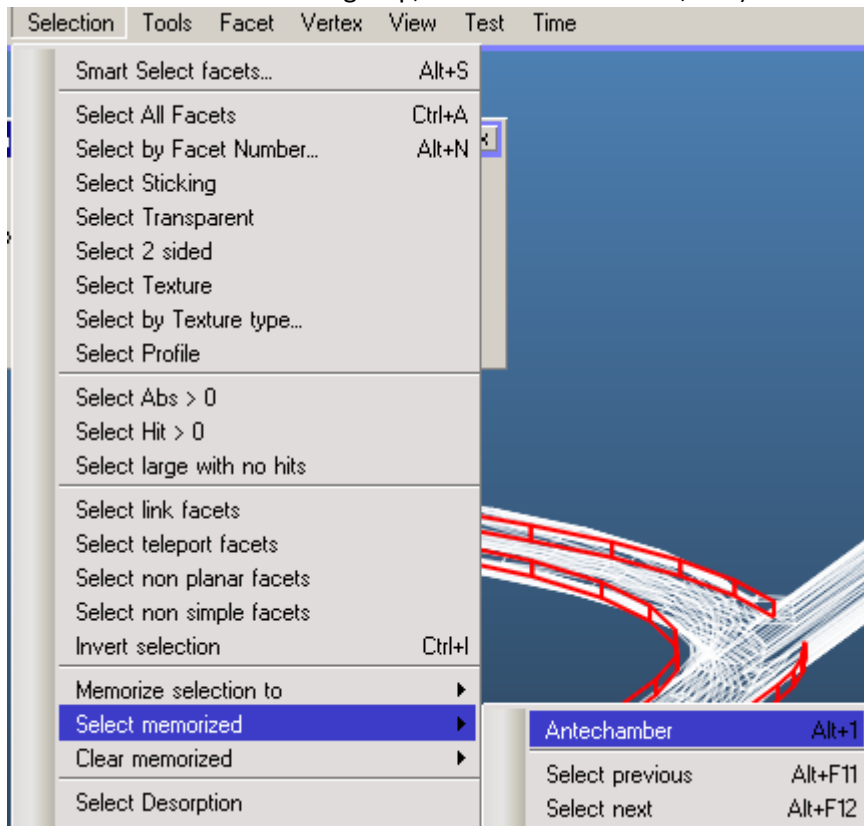 Selection Tools Facet Vertex View Test Time
Smart Select facets... Alt+S
Select All Facets Ctrl+A
Select by Facet Number... Alt+N
Select Sticking
Select Transparent
Select 2 sided
Select Texture
Select by Texture type...
Select Profile
Select Abs > 0
Select Hit > 0
Select large with no hits
Select link facets
Select teleport facets
Select non planar facets
Select non simple facets
Invert selection Ctrl+I
Memorize selection to
Select memorized
Antechamber Alt+1
Clear memorized
Select previous Alt+F11
Select Desorption
Select next Alt+F12